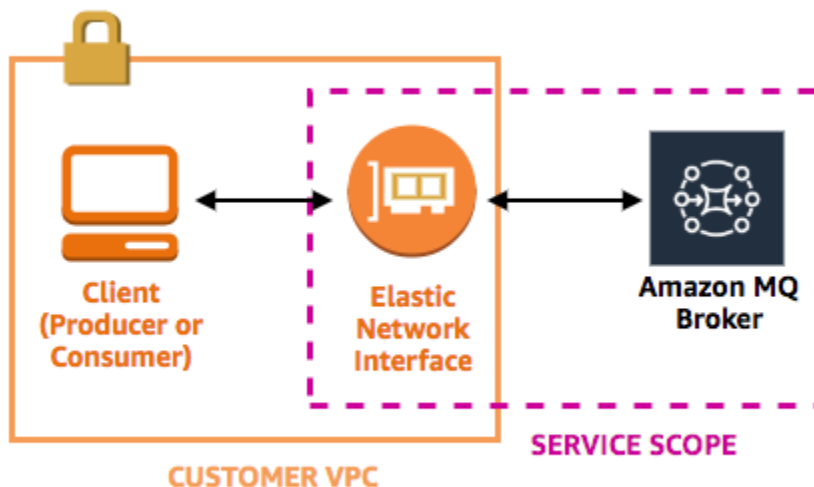 Client
(Producer or
Consumer)
Elastic
Network
Interface
Amazon MQ
Broker
SERVICE SCOPE
CUSTOMER VPC